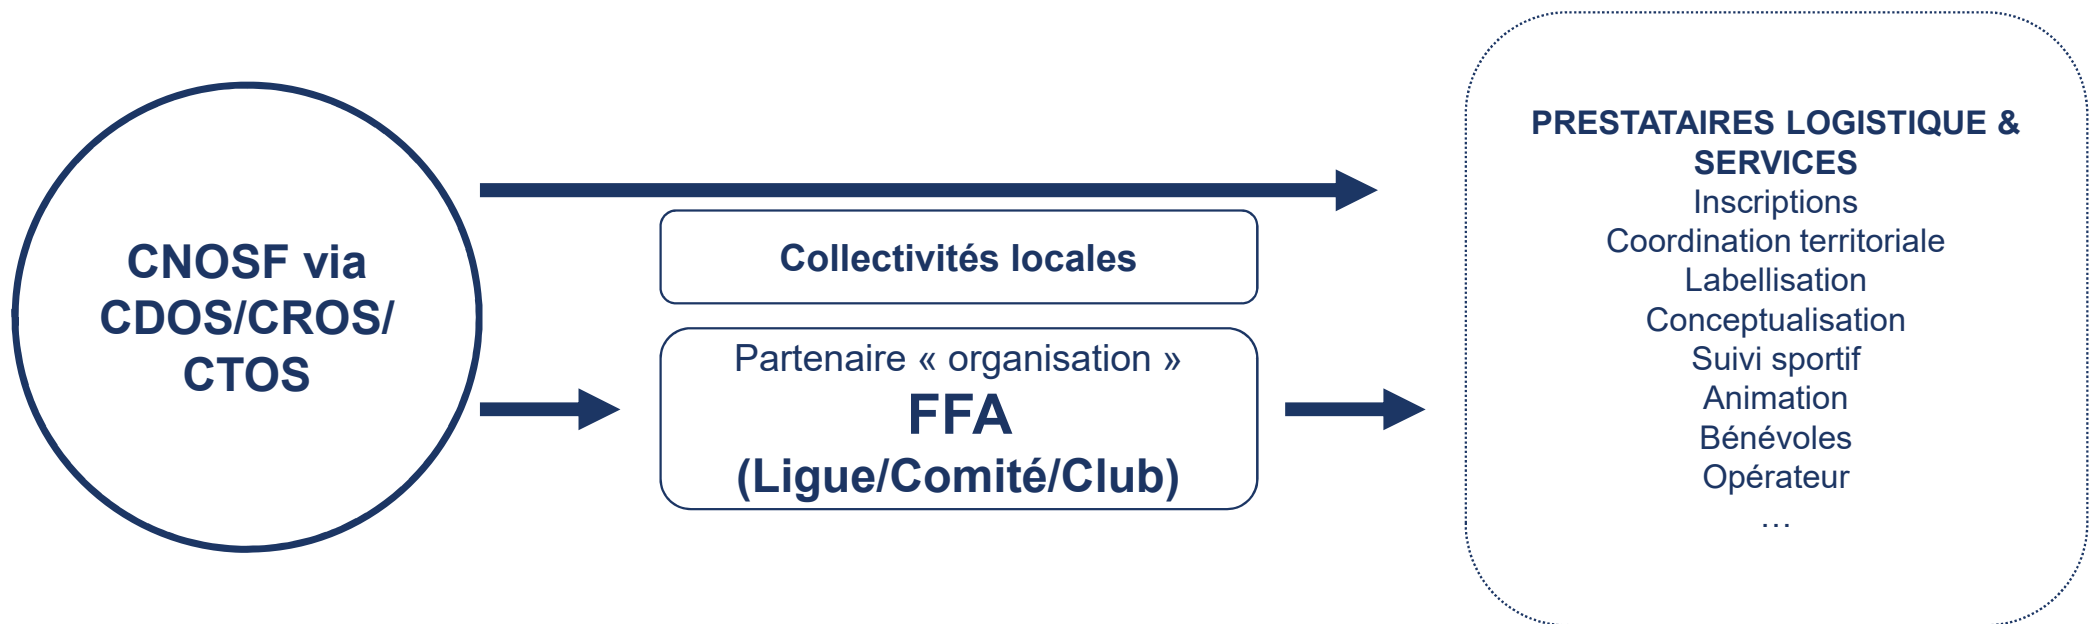 CNOSF via
CDOS/CROS/
CTOS
Collectivités locales
Partenaire « organisation »
FFA
(Ligue/Comité/Club)
PRESTATAIRES LOGISTIQUE &
SERVICES
Inscriptions
Coordination territoriale
Labellisation
Conceptualisation
Suivi sportif
Animation
Bénévoles
Opérateur
…